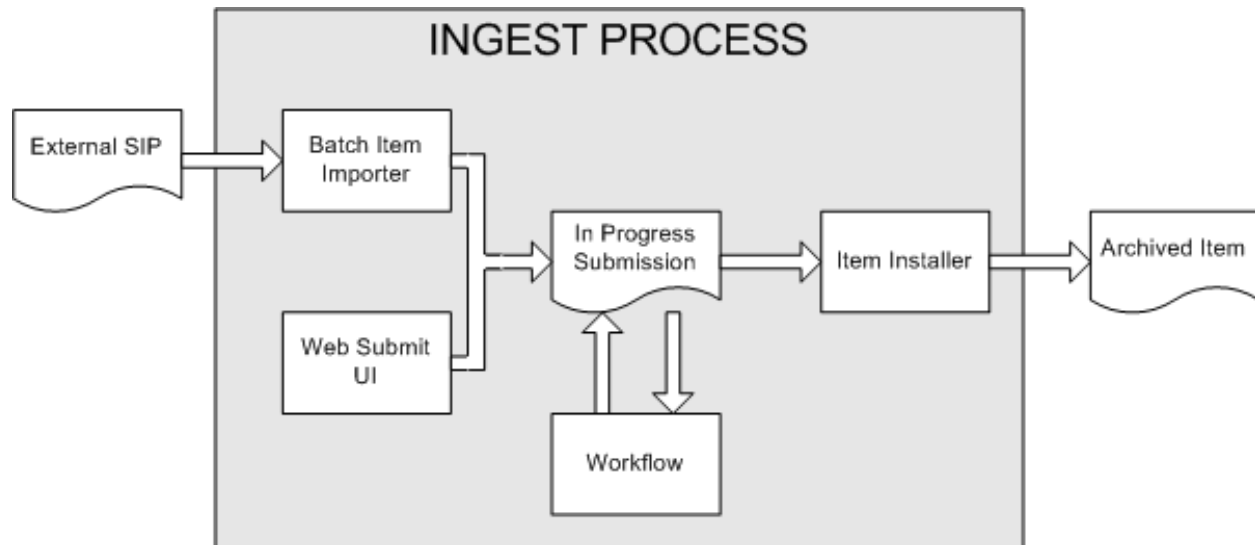 INGEST PROCESS
External SIP
Batch Item
Importer
In Progress
Submission
Item Installer
Archived Item
Web Submit
UI
Workflow